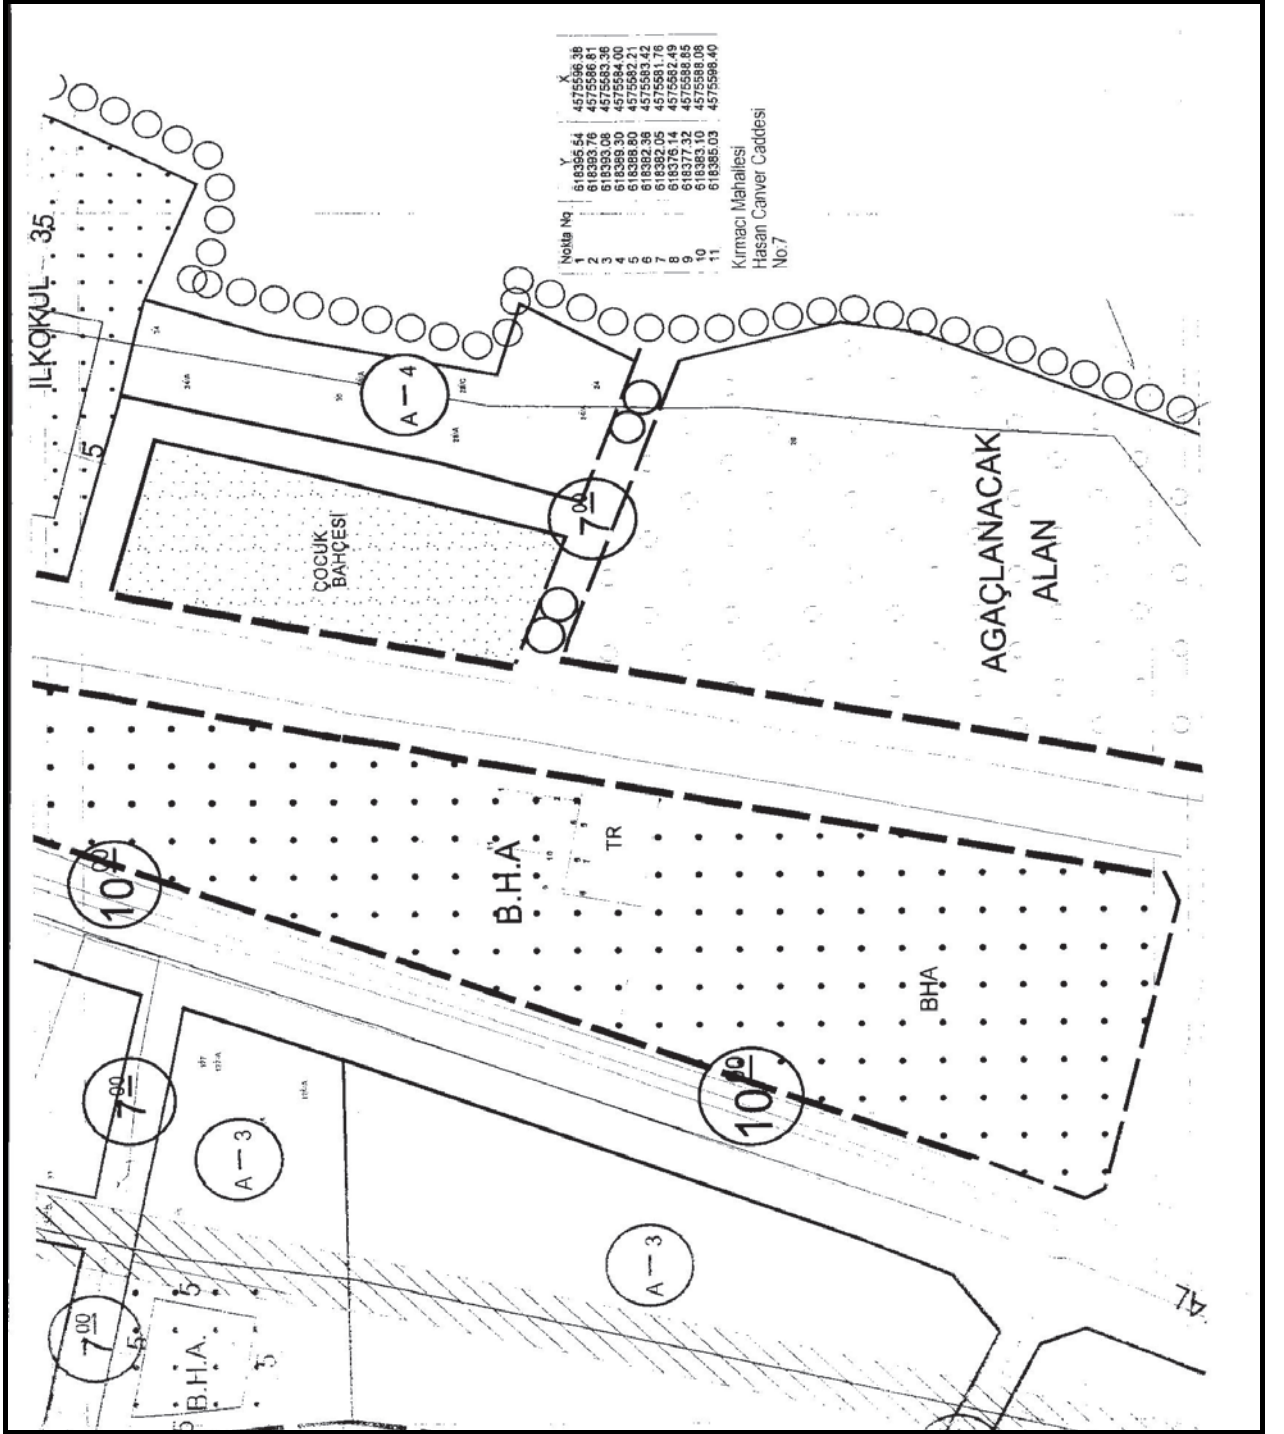 İLKOKUL 35
5
ÇOCUK
BAHÇESİ
A — 4
7 00
AGAÇLANACAK
ALAN
Nokta No Y X
1 618395.54 4575596.38
2 618393.76 4575586.81
3 618393.08 4575583.36
4 618389.30 4575584.00
5 618388.80 4575582.21
6 618382.36 4575583.42
7 618382.05 4575581.76
8 618376.14 4575582.49
9 618377.32 4575588.85
10 618383.10 4575588.08
11 618385.03 4575598.40
Kırmacı Mahallesi
Hasan Canver Caddesi
No:7
10 00
B.H.A
TR
BHA
10 00
7 00
A — 3
A — 3
7 00
5
5
B.H.A.
5
5